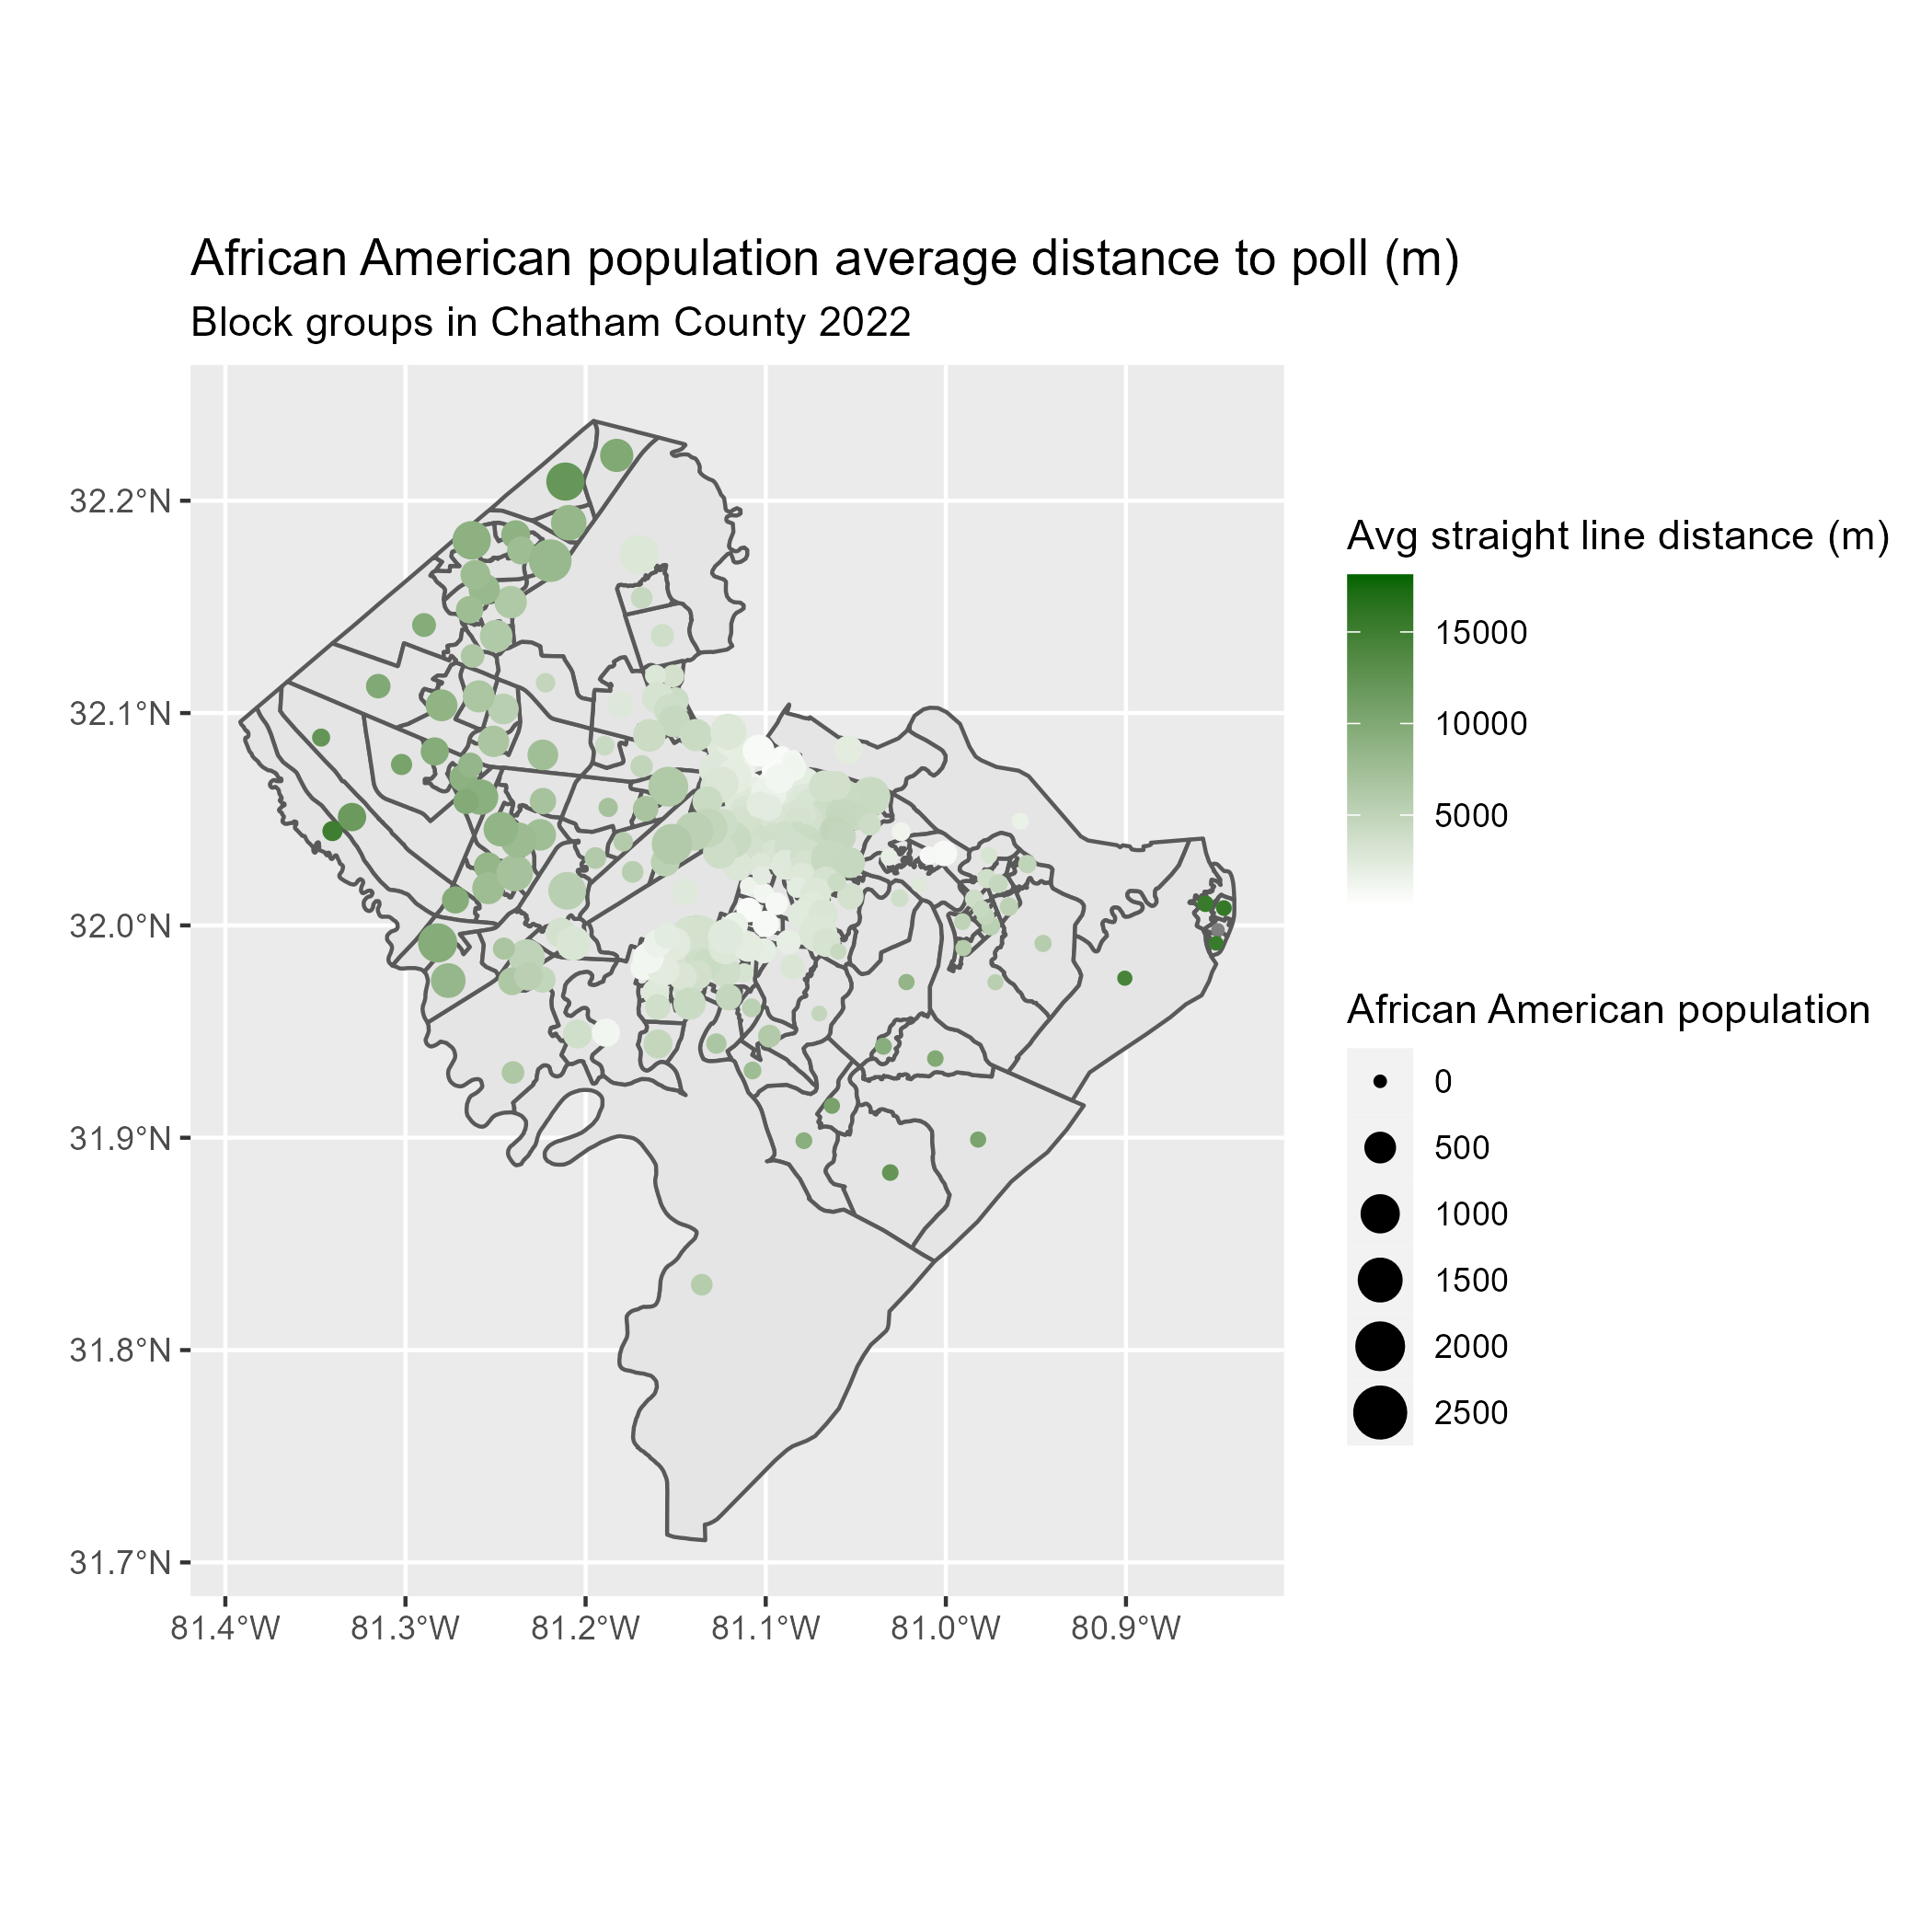 African American population average distance to poll (m)
Block groups in Chatham County 2022
32.2°N
32.1°N
32.0°N
31.9°N
31.8°N
31.7°N
81.4°W
81.3°W
81.2°W
81.1°W
81.0°W
80.9°W
Avg straight line distance (m)
15000
10000
5000
African American population
0
500
1000
1500
2000
2500